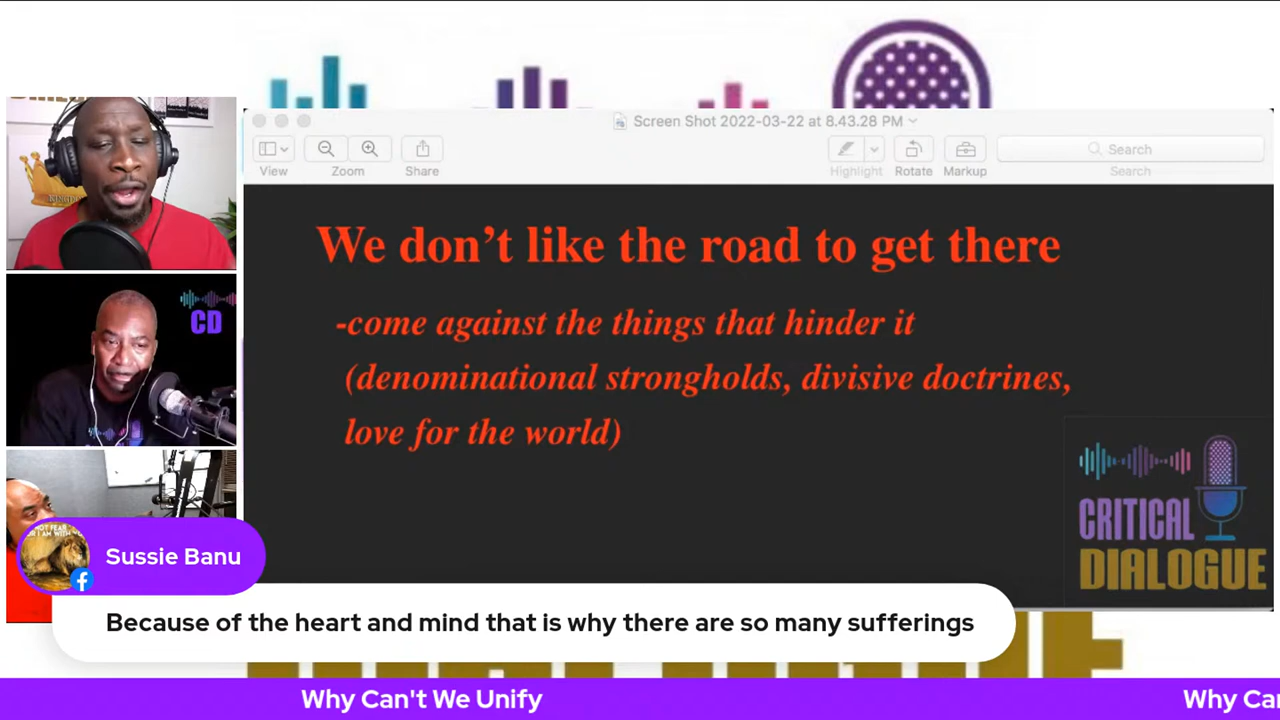 Screen Shot 2022-03-22 at 8.43.28 PM
View
Zoom
Share
Highlight
Rotate
Markup
Search
Search
We don't like the road to get there
-come against the things that hinder it
(denominational strongholds, divisive doctrines,
love for the world)
CD
CRITICAL
DIALOGUE
Sussie Banu
Because of the heart and mind that is why there are so many sufferings
Why Can't We Unify